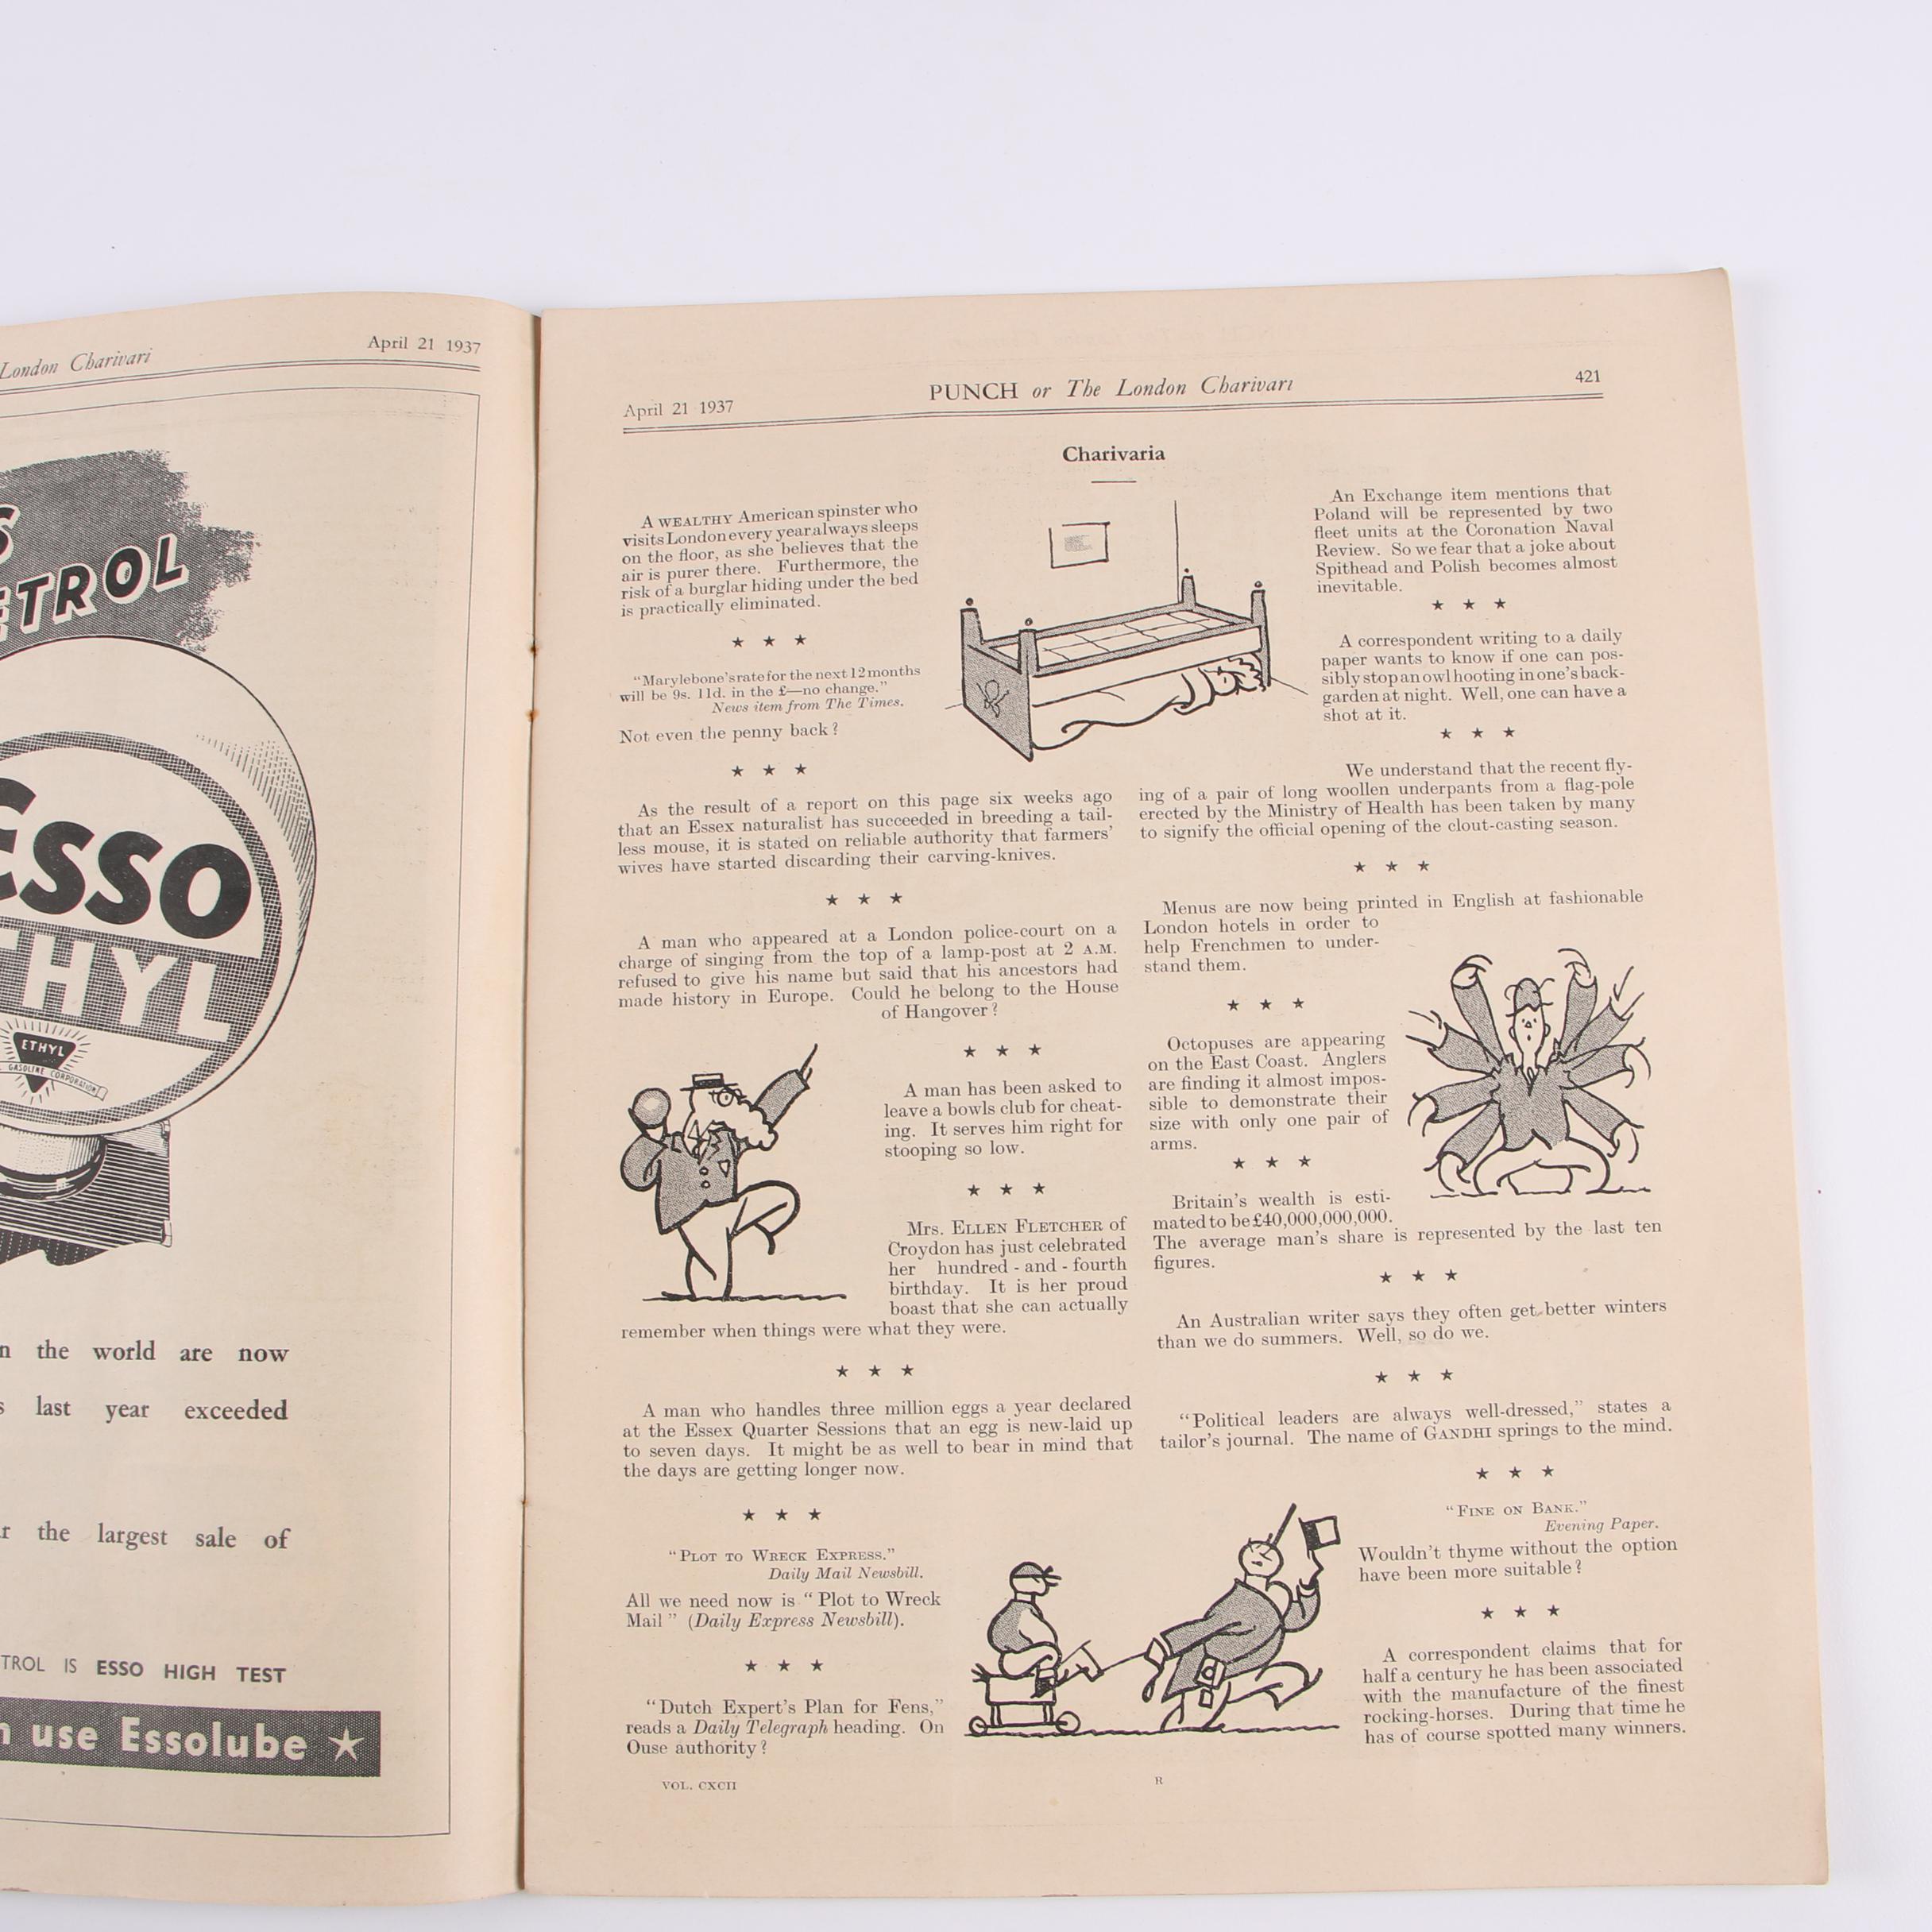 London Charivari
April 21 1937
S
ETROL
ESSO
THYL
ETHYL
GASOLINE CORPORATION
the world are now
last year exceeded
the largest sale of
TROL IS ESSO HIGH TEST
use Essolube ★
April 21 1937
PUNCH or The London Charivari
421
Charivaria
A WEALTHY American spinster who
visits London every year always sleeps
on the floor, as she believes that the
air is purer there. Furthermore, the
risk of a burglar hiding under the bed
is practically eliminated.
★ ★ ★
"Marylebone's rate for the next 12 months
will be 9s. 11d. in the £—no change."
News item from The Times.
Not even the penny back?
★ ★ ★
As the result of a report on this page six weeks ago
that an Essex naturalist has succeeded in breeding a tail-
less mouse, it is stated on reliable authority that farmers'
wives have started discarding their carving-knives.
★ ★ ★
A man who appeared at a London police-court on a
charge of singing from the top of a lamp-post at 2 A.M.
refused to give his name but said that his ancestors had
made history in Europe. Could he belong to the House
of Hangover?
★ ★ ★
A man has been asked to
leave a bowls club for cheat-
ing. It serves him right for
stooping so low.
★ ★ ★
Mrs. ELLEN FLETCHER of
Croydon has just celebrated
her hundred-and-fourth
birthday. It is her proud
boast that she can actually
remember when things were what they were.
★ ★ ★
A man who handles three million eggs a year declared
at the Essex Quarter Sessions that an egg is new-laid up
to seven days. It might be as well to bear in mind that
the days are getting longer now.
★ ★ ★
"PLOT TO WRECK EXPRESS."
Daily Mail Newsbill.
All we need now is "Plot to Wreck
Mail" (Daily Express Newsbill).
★ ★ ★
"Dutch Expert's Plan for Fens,"
reads a Daily Telegraph heading. On
Ouse authority?
An Exchange item mentions that
Poland will be represented by two
fleet units at the Coronation Naval
Review. So we fear that a joke about
Spithead and Polish becomes almost
inevitable.
★ ★ ★
A correspondent writing to a daily
paper wants to know if one can pos-
sibly stop an owl hooting in one's back-
garden at night. Well, one can have a
shot at it.
★ ★ ★
We understand that the recent fly-
ing of a pair of long woollen underpants from a flag-pole
erected by the Ministry of Health has been taken by many
to signify the official opening of the clout-casting season.
★ ★ ★
Menus are now being printed in English at fashionable
London hotels in order to
help Frenchmen to under-
stand them.
★ ★ ★
Octopuses are appearing
on the East Coast. Anglers
are finding it almost impos-
sible to demonstrate their
size with only one pair of
arms.
★ ★ ★
Britain's wealth is esti-
mated to be £40,000,000,000.
The average man's share is represented by the last ten
figures.
★ ★ ★
An Australian writer says they often get better winters
than we do summers. Well, so do we.
★ ★ ★
"Political leaders are always well-dressed," states a
tailor's journal. The name of GANDHI springs to the mind.
★ ★ ★
"FINE ON BANK."
Evening Paper.
Wouldn't thyme without the option
have been more suitable?
★ ★ ★
A correspondent claims that for
half a century he has been associated
with the manufacture of the finest
rocking-horses. During that time he
has of course spotted many winners.
VOL. CXCII
R